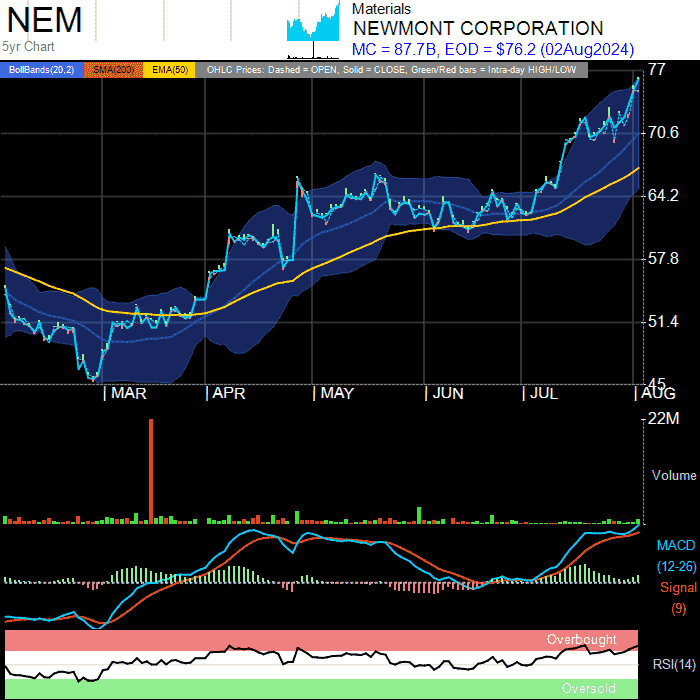 NEM
5yr Chart
Materials
NEWMONT CORPORATION
MC = 87.7B, EOD = $76.2 (02Aug2024)
BollBands(20,2) SMA(200) EMA(50) OHLC Prices: Dashed = OPEN, Solid = CLOSE, Green/Red bars = Intra-day HIGH/LOW
77
70.6
64.2
57.8
51.4
45
MAR APR MAY JUN JUL AUG
22M
Volume
MACD
(12-26)
Signal
(9)
Overbought
RSI(14)
Oversold